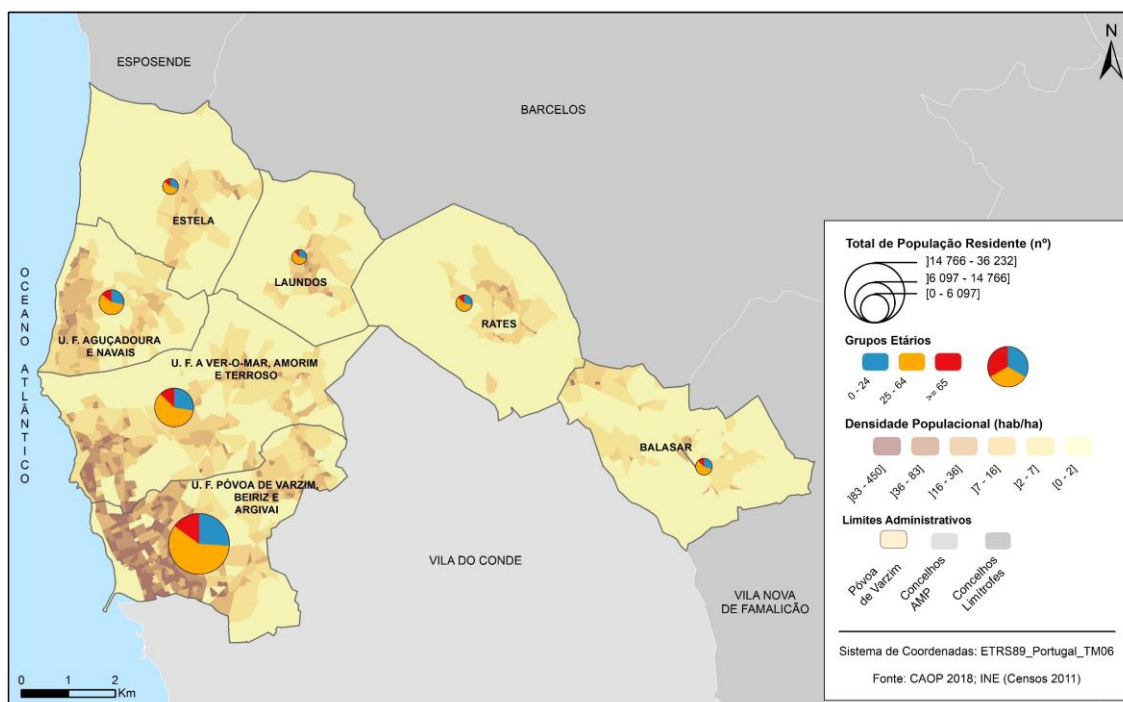 ESPOSENDE
BARCELOS
N
ESTELA
LAUNDOS
RATES
U. F. AGUÇADOURA
E NAVAIS
U. F. A VER-O-MAR, AMORIM
E TERROSO
BALASAR
U. F. PÓVOA DE VARZIM,
BEIRIZ E
ARGIVAI
VILA DO CONDE
VILA NOVA
DE FAMALICÃO
OCEANO ATLÂNTICO
0 1 2
Km
Total de População Residente (nº)
]14 766 - 36 232]
]6 097 - 14 766]
[0 - 6 097]
Grupos Etários
0 - 24
25 - 64
>= 65
Densidade Populacional (hab/ha)
]83 - 450]
]36 - 83]
]16 - 36]
]7 - 16]
]2 - 7]
[0 - 2]
Limites Administrativos
Póvoa
de Varzim
Concelhos
AMP
Concelhos
Limítrofes
Sistema de Coordenadas: ETRS89_Portugal_TM06
Fonte: CAOP 2018; INE (Censos 2011)